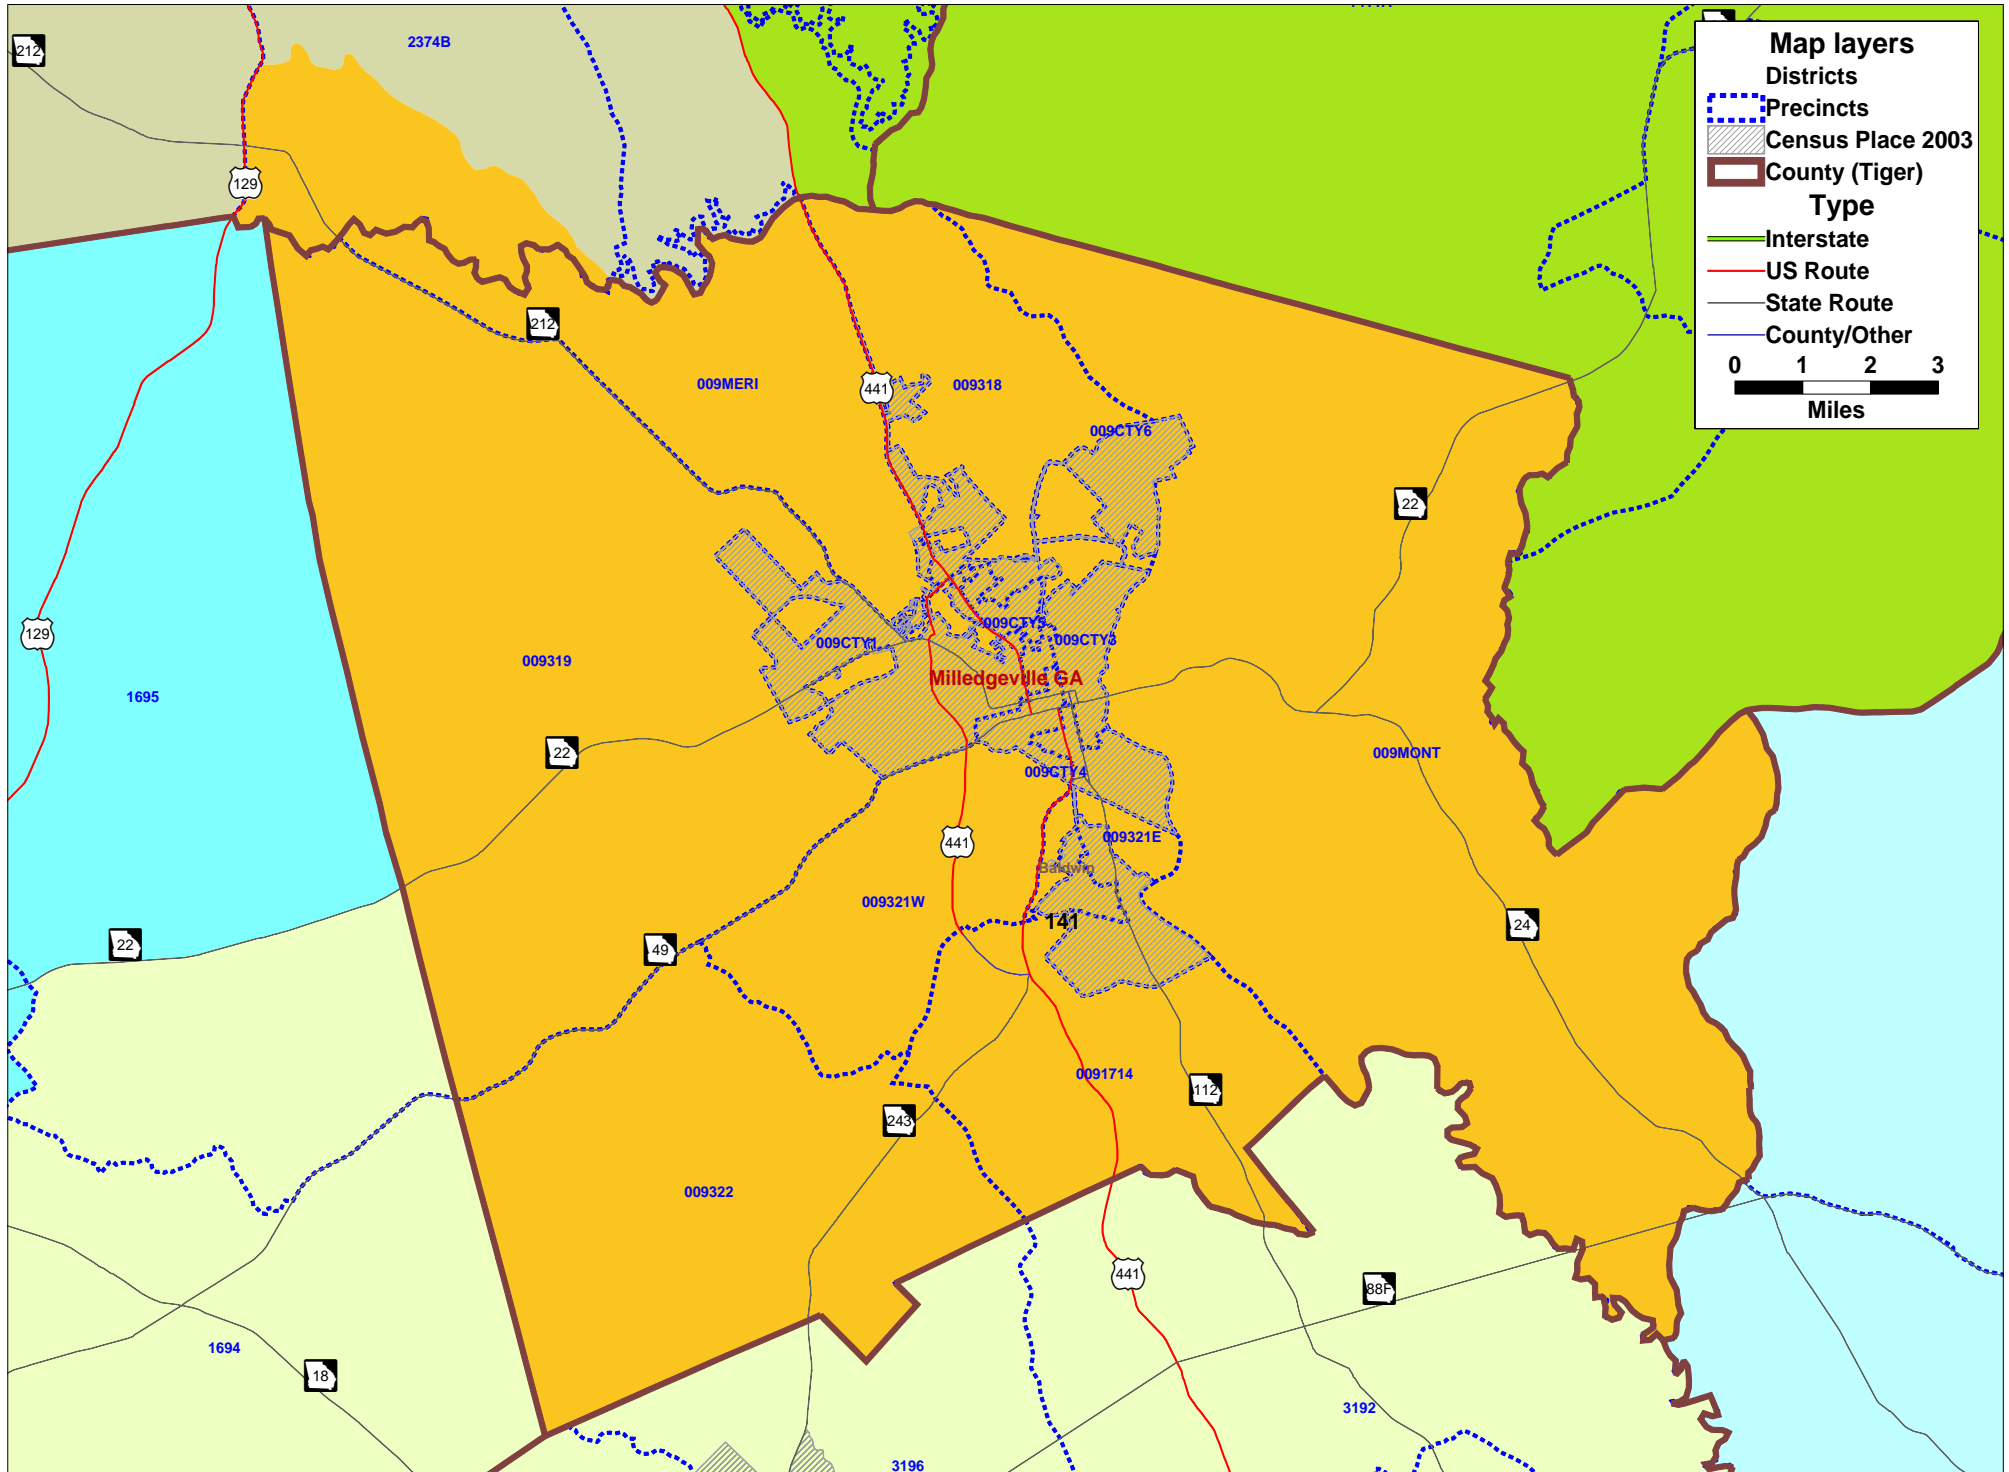 2374B
212
129
Map layers
Districts
Precincts
Census Place 2003
County (Tiger)
Type
Interstate
US Route
State Route
County/Other
0 1 2 3
Miles
212
009MERI
441
009318
009CTY6
22
129
009CTY5
009CTY1
009CTY3
009319
Milledgeville GA
1695
22
009MONT
009CTY4
441
009321E
Baldwin
009321W
141
24
22
49
0091714
112
243
009322
441
88F
1694
18
3192
3196